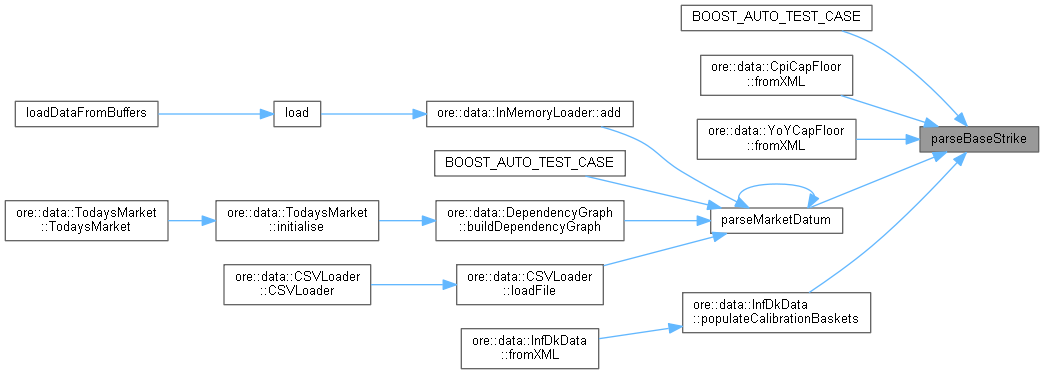 BOOST_AUTO_TEST_CASE
ore::data::CpiCapFloor
::fromXML
loadDataFromBuffers
load
ore::data::InMemoryLoader::add
ore::data::YoYCapFloor
::fromXML
parseBaseStrike
BOOST_AUTO_TEST_CASE
ore::data::TodaysMarket
::TodaysMarket
ore::data::TodaysMarket
::initialise
ore::data::DependencyGraph
::buildDependencyGraph
parseMarketDatum
ore::data::CSVLoader
::CSVLoader
ore::data::CSVLoader
::loadFile
ore::data::InfDkData
::populateCalibrationBaskets
ore::data::InfDkData
::fromXML